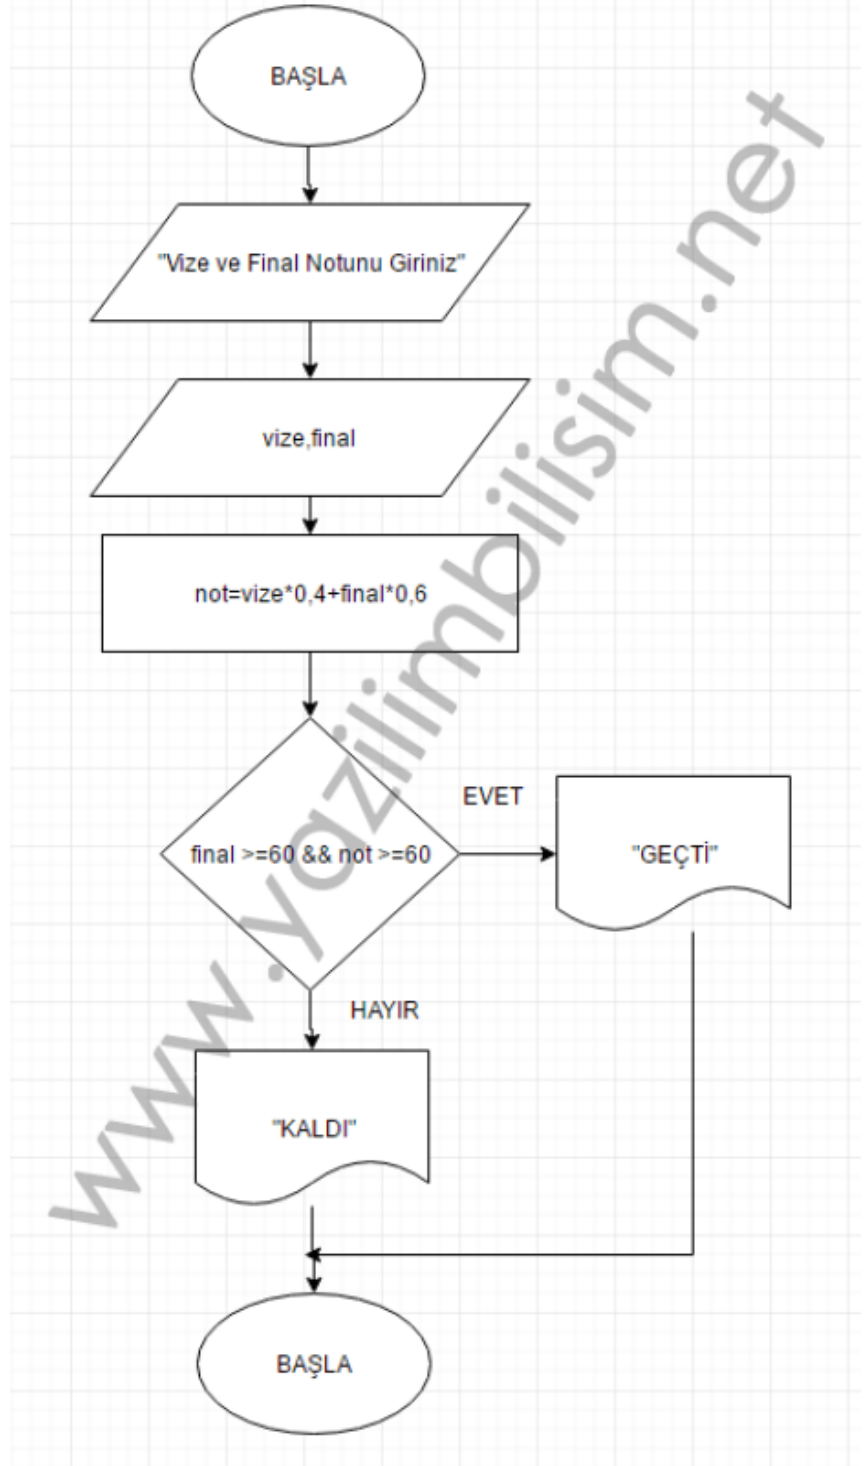 BAŞLA
"Vize ve Final Notunu Giriniz"
vize,final
not=vize*0,4+final*0,6
final >=60 && not >=60
EVET
"GEÇTİ"
HAYIR
"KALDI"
BAŞLA
www.yazilimbilisim.net